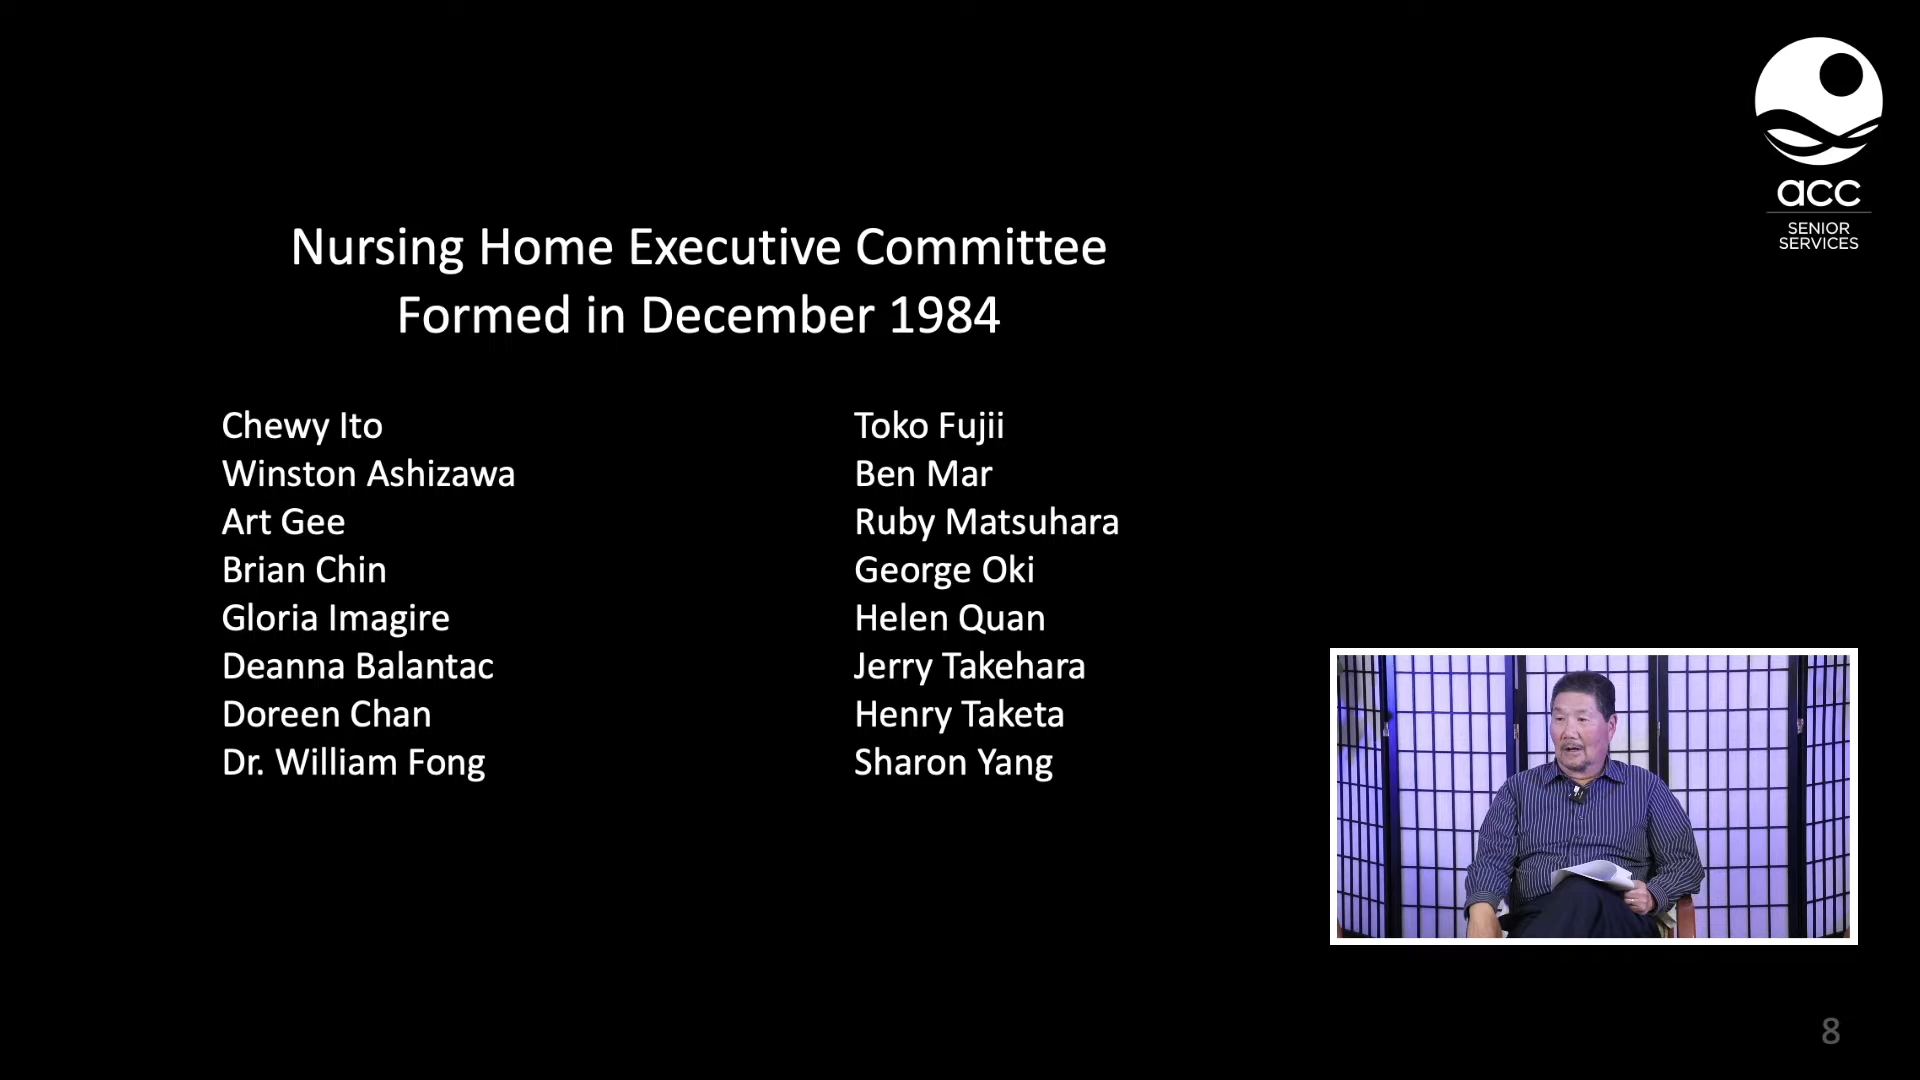 acc
SENIOR
SERVICES
Nursing Home Executive Committee
Formed in December 1984
Chewy Ito
Winston Ashizawa
Art Gee
Brian Chin
Gloria Imagire
Deanna Balantac
Doreen Chan
Dr. William Fong
Toko Fujii
Ben Mar
Ruby Matsuhara
George Oki
Helen Quan
Jerry Takehara
Henry Taketa
Sharon Yang
8